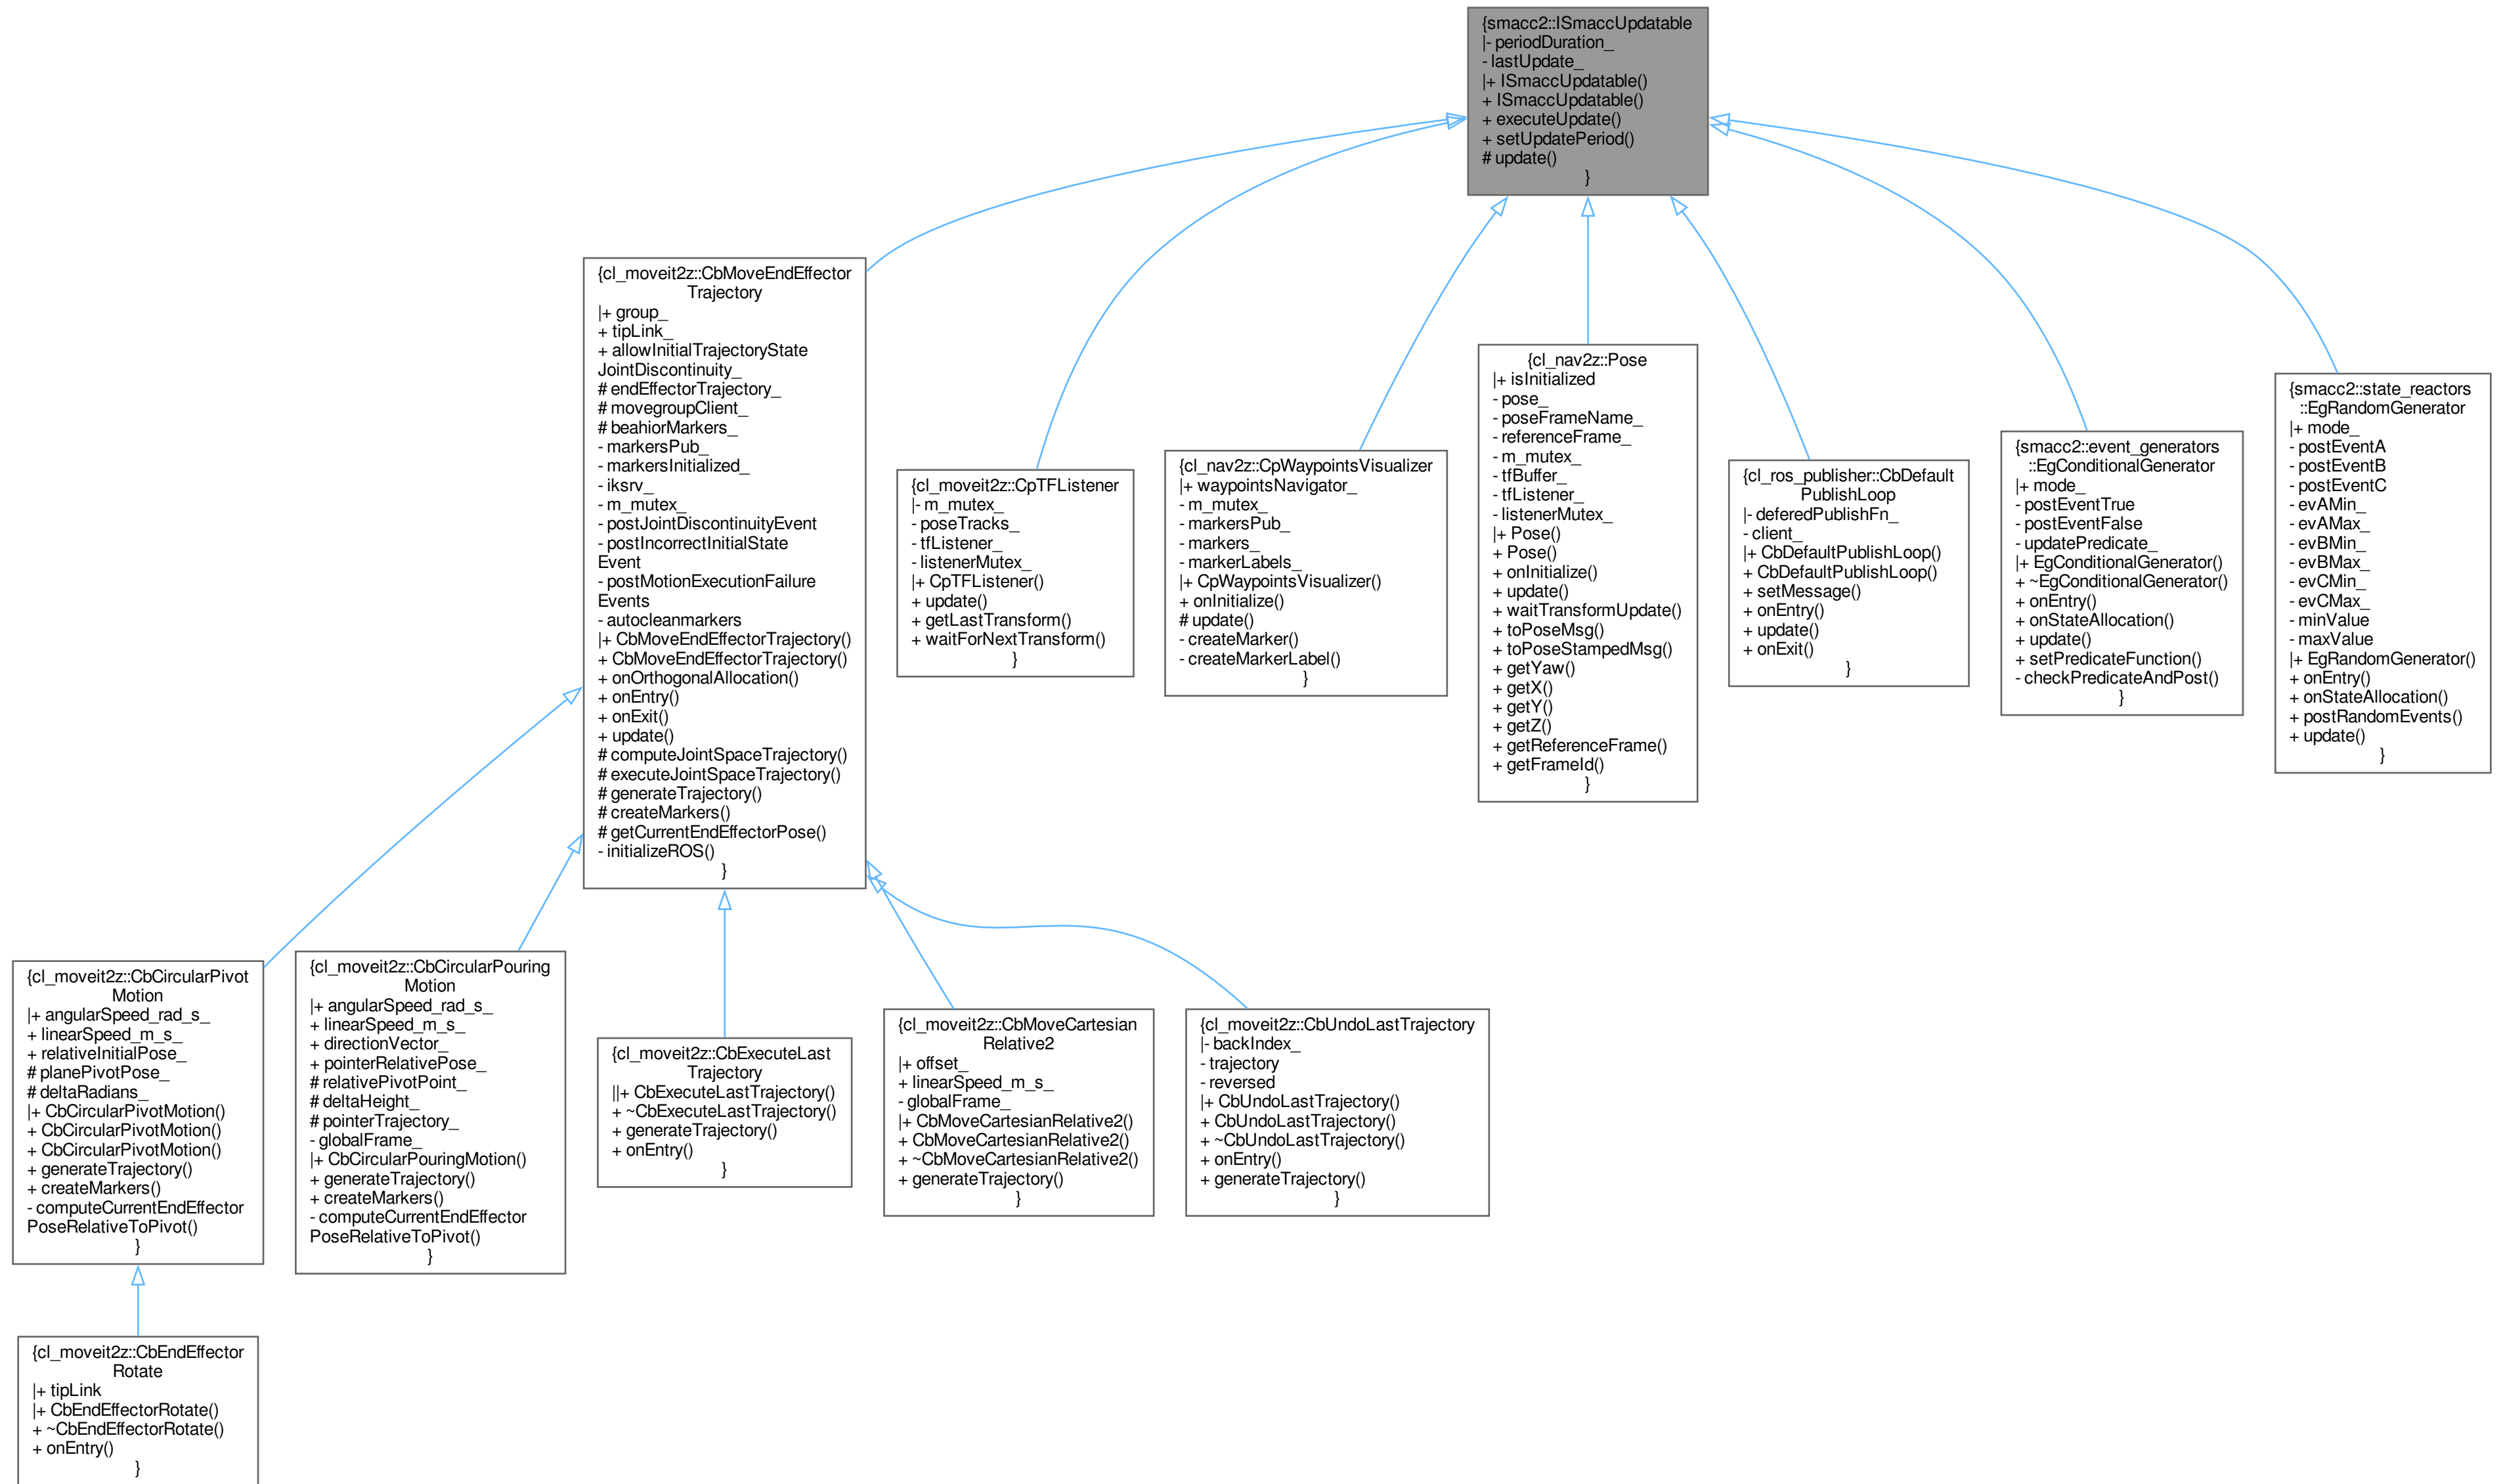 {smacc2::ISmaccUpdatable
|- periodDuration_
- lastUpdate_
|+ ISmaccUpdatable()
+ ISmaccUpdatable()
+ executeUpdate()
+ setUpdatePeriod()
# update()
}
{cl_moveit2z::CbMoveEndEffector
Trajectory
|+ group_
+ tipLink_
+ allowInitialTrajectoryState
JointDiscontinuity_
# endEffectorTrajectory_
# movegroupClient_
# beahiorMarkers_
- markersPub_
- markersInitialized_
- iksrv_
- m_mutex_
- postJointDiscontinuityEvent
- postIncorrectInitialState
Event
- postMotionExecutionFailure
Events
- autocleanmarkers
|+ CbMoveEndEffectorTrajectory()
+ CbMoveEndEffectorTrajectory()
+ onOrthogonalAllocation()
+ onEntry()
+ onExit()
+ update()
# computeJointSpaceTrajectory()
# executeJointSpaceTrajectory()
# generateTrajectory()
# createMarkers()
# getCurrentEndEffectorPose()
- initializeROS()
}
{cl_moveit2z::CpTFListener
|- m_mutex_
- poseTracks_
- tfListener_
- listenerMutex_
|+ CpTFListener()
+ update()
+ getLastTransform()
+ waitForNextTransform()
}
{cl_nav2z::CpWaypointsVisualizer
|+ waypointsNavigator_
- m_mutex_
- markersPub_
- markers_
- markerLabels_
|+ CpWaypointsVisualizer()
+ onInitialize()
# update()
- createMarker()
- createMarkerLabel()
}
{cl_nav2z::Pose
|+ isInitialized
- pose_
- poseFrameName_
- referenceFrame_
- m_mutex_
- tfBuffer_
- tfListener_
- listenerMutex_
|+ Pose()
+ Pose()
+ onInitialize()
+ update()
+ waitTransformUpdate()
+ toPoseMsg()
+ toPoseStampedMsg()
+ getYaw()
+ getX()
+ getY()
+ getZ()
+ getReferenceFrame()
+ getFrameId()
}
{cl_ros_publisher::CbDefault
PublishLoop
|- deferedPublishFn_
- client_
|+ CbDefaultPublishLoop()
+ CbDefaultPublishLoop()
+ setMessage()
+ onEntry()
+ update()
+ onExit()
}
{smacc2::event_generators
::EgConditionalGenerator
|+ mode_
- postEventTrue
- postEventFalse
- updatePredicate_
|+ EgConditionalGenerator()
+ ~EgConditionalGenerator()
+ onEntry()
+ onStateAllocation()
+ update()
+ setPredicateFunction()
- checkPredicateAndPost()
}
{smacc2::state_reactors
::EgRandomGenerator
|+ mode_
- postEventA
- postEventB
- postEventC
- evAMin_
- evAMax_
- evBMin_
- evBMax_
- evCMin_
- evCMax_
- minValue
- maxValue
|+ EgRandomGenerator()
+ onEntry()
+ onStateAllocation()
+ postRandomEvents()
+ update()
}
{cl_moveit2z::CbCircularPivot
Motion
|+ angularSpeed_rad_s_
+ linearSpeed_m_s_
+ relativeInitialPose_
# planePivotPose_
# deltaRadians_
|+ CbCircularPivotMotion()
+ CbCircularPivotMotion()
+ CbCircularPivotMotion()
+ generateTrajectory()
+ createMarkers()
- computeCurrentEndEffector
PoseRelativeToPivot()
}
{cl_moveit2z::CbCircularPouring
Motion
|+ angularSpeed_rad_s_
+ linearSpeed_m_s_
+ directionVector_
+ pointerRelativePose_
# relativePivotPoint_
# deltaHeight_
# pointerTrajectory_
- globalFrame_
|+ CbCircularPouringMotion()
+ generateTrajectory()
+ createMarkers()
- computeCurrentEndEffector
PoseRelativeToPivot()
}
{cl_moveit2z::CbExecuteLast
Trajectory
||+ CbExecuteLastTrajectory()
+ ~CbExecuteLastTrajectory()
+ generateTrajectory()
+ onEntry()
}
{cl_moveit2z::CbMoveCartesian
Relative2
|+ offset_
+ linearSpeed_m_s_
- globalFrame_
|+ CbMoveCartesianRelative2()
+ CbMoveCartesianRelative2()
+ ~CbMoveCartesianRelative2()
+ generateTrajectory()
}
{cl_moveit2z::CbUndoLastTrajectory
|- backIndex_
- trajectory
- reversed
|+ CbUndoLastTrajectory()
+ CbUndoLastTrajectory()
+ ~CbUndoLastTrajectory()
+ onEntry()
+ generateTrajectory()
}
{cl_moveit2z::CbEndEffector
Rotate
|+ tipLink
|+ CbEndEffectorRotate()
+ ~CbEndEffectorRotate()
+ onEntry()
}